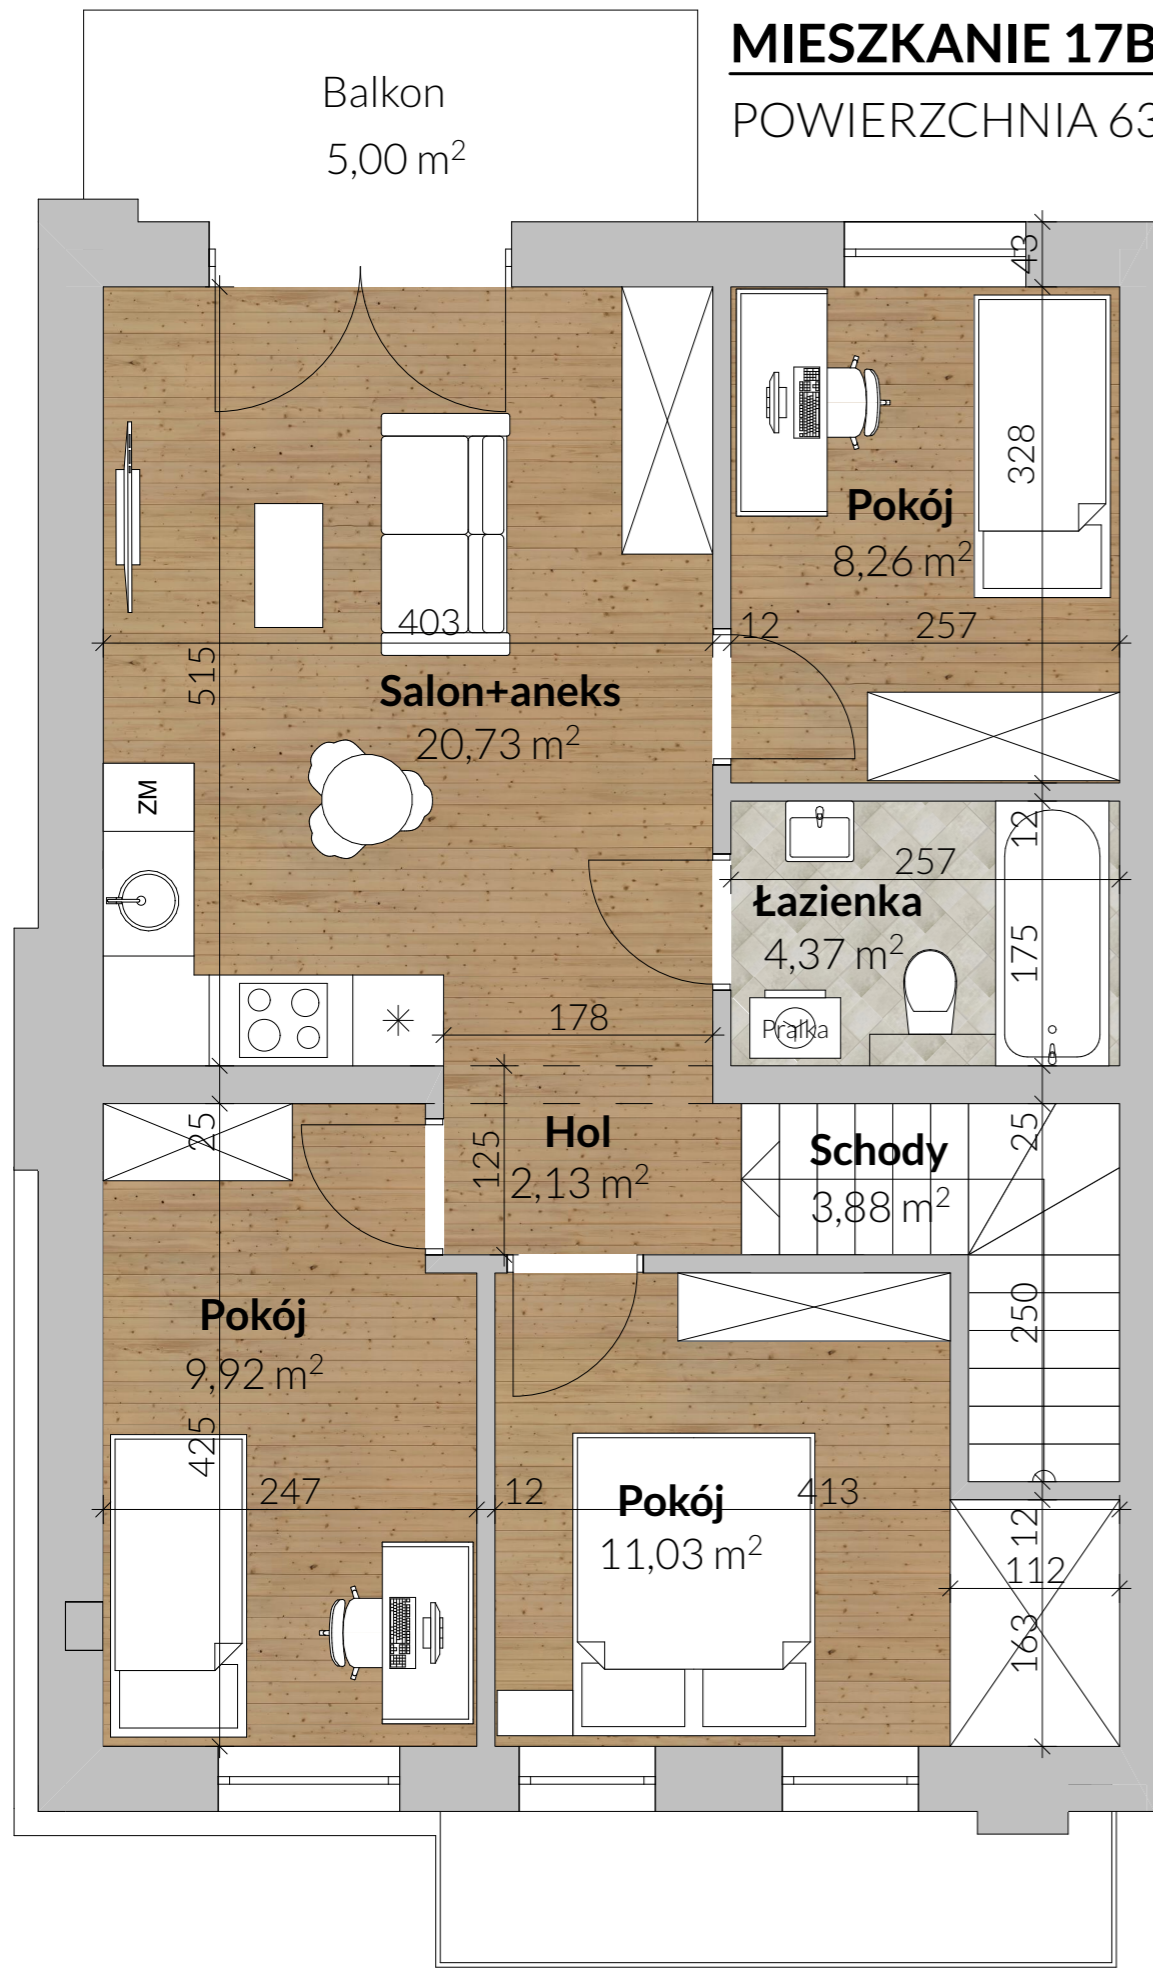 MIESZKANIE 17B
POWIERZCHNIA 63
Balkon
5,00 m²
43
328
Pokój
8,26 m²
403
12
257
515
Salon+aneks
20,73 m²
ZM
12
257
Łazienka
4,37 m²
175
178
Pralka
25
125
Hol
2,13 m²
Schody
3,88 m²
25
250
Pokój
9,92 m²
425
247
12
Pokój
413
11,03 m²
12
112
163